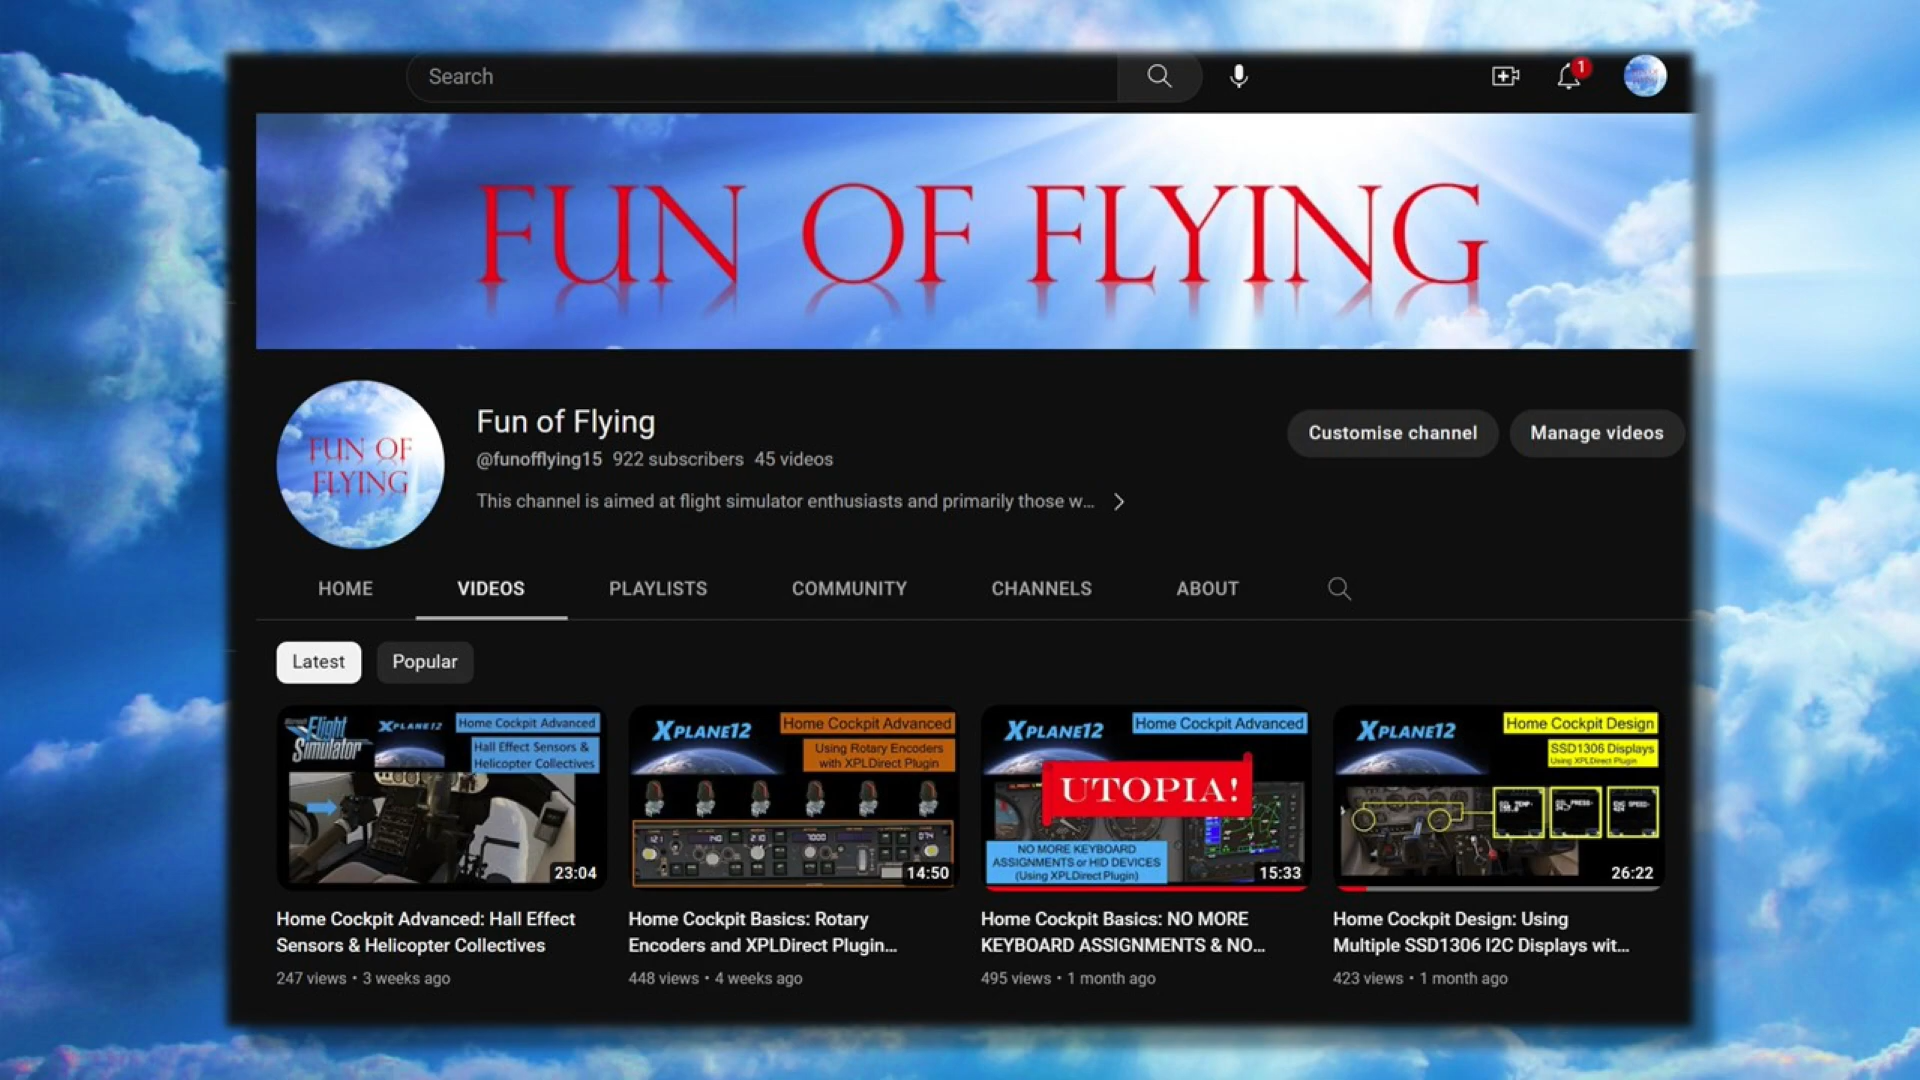 Search
1
FUN OF FLYING
FUN OF
FLYING
Fun of Flying
@funofflying15 922 subscribers 45 videos
This channel is aimed at flight simulator enthusiasts and primarily those w...
Customise channel
Manage videos
HOME
VIDEOS
PLAYLISTS
COMMUNITY
CHANNELS
ABOUT
Latest
Popular
Flight
Simulator
XPLANE12
Home Cockpit Advanced
Hall Effect Sensors &
Helicopter Collectives
23:04
XPLANE12
Home Cockpit Advanced
Using Rotary Encoders
with XPLDirect Plugin
14:50
XPLANE12
Home Cockpit Advanced
UTOPIA!
NO MORE KEYBOARD
ASSIGNMENTS or HID DEVICES
(Using XPLDirect Plugin)
15:33
XPLANE12
Home Cockpit Design
SSD1306 Displays
Using XPLDirect Plugin
26:22
Home Cockpit Advanced: Hall Effect
Sensors & Helicopter Collectives
247 views • 3 weeks ago
Home Cockpit Basics: Rotary
Encoders and XPLDirect Plugin...
448 views • 4 weeks ago
Home Cockpit Basics: NO MORE
KEYBOARD ASSIGNMENTS & NO...
495 views • 1 month ago
Home Cockpit Design: Using
Multiple SSD1306 I2C Displays wit...
423 views • 1 month ago